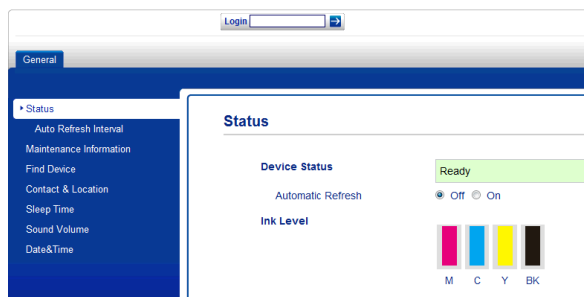 Login
General
Status
Auto Refresh Interval
Maintenance Information
Find Device
Contact & Location
Sleep Time
Sound Volume
Date&Time
Status
Device Status
Ready
Automatic Refresh
Off On
Ink Level
M C Y BK